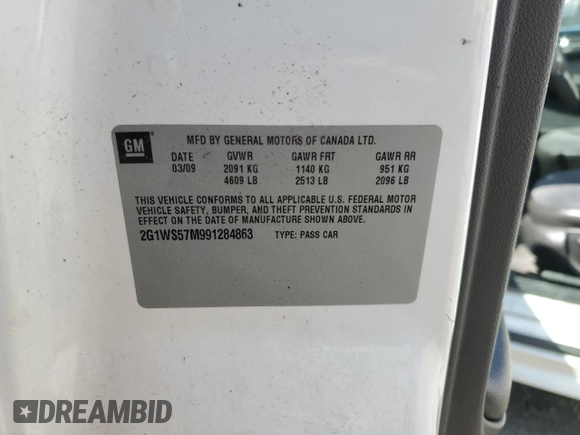 GM
MFD BY GENERAL MOTORS OF CANADA LTD.
DATE GVWR GAWR FRT GAWR RR
03/09 2091 KG 1140 KG 951 KG
4609 LB 2513 LB 2096 LB
THIS VEHICLE CONFORMS TO ALL APPLICABLE U.S. FEDERAL MOTOR
VEHICLE SAFETY, BUMPER, AND THEFT PREVENTION STANDARDS IN
EFFECT ON THE DATE OF MANUFACTURE SHOWN ABOVE.
2G1WS57M991284863 TYPE: PASS CAR
DREAMBID